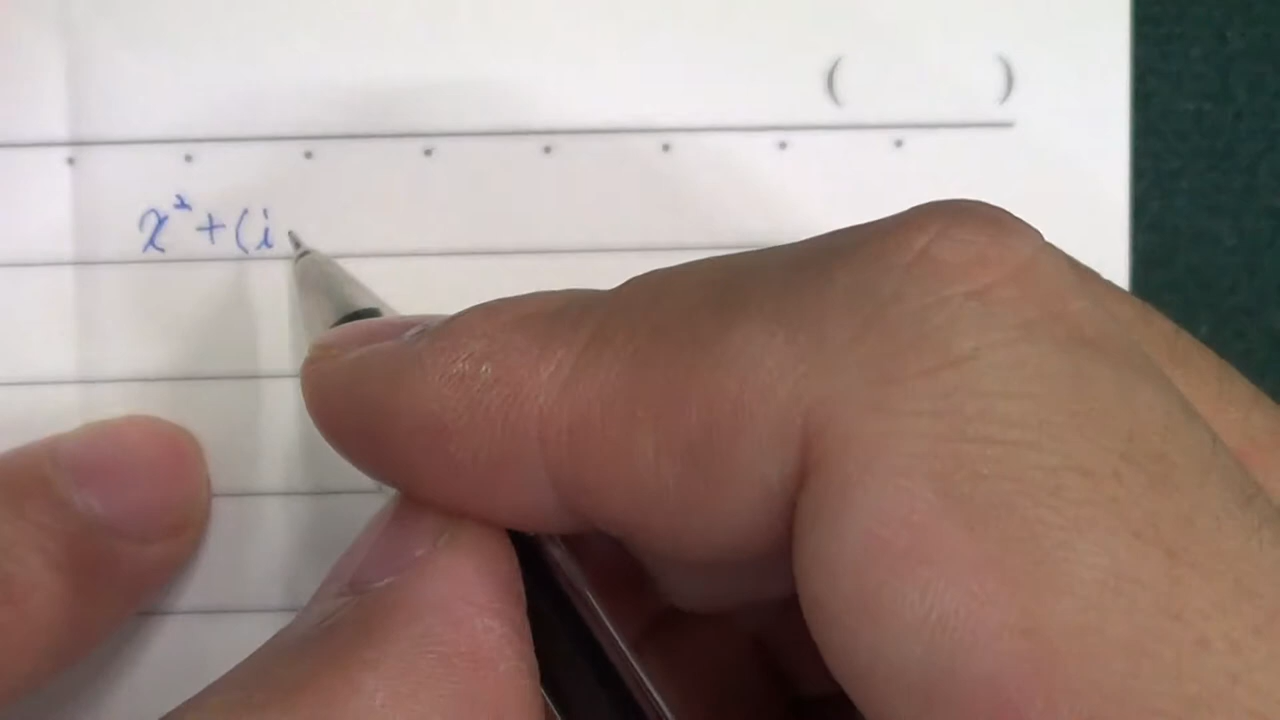 ( )
x² + (i